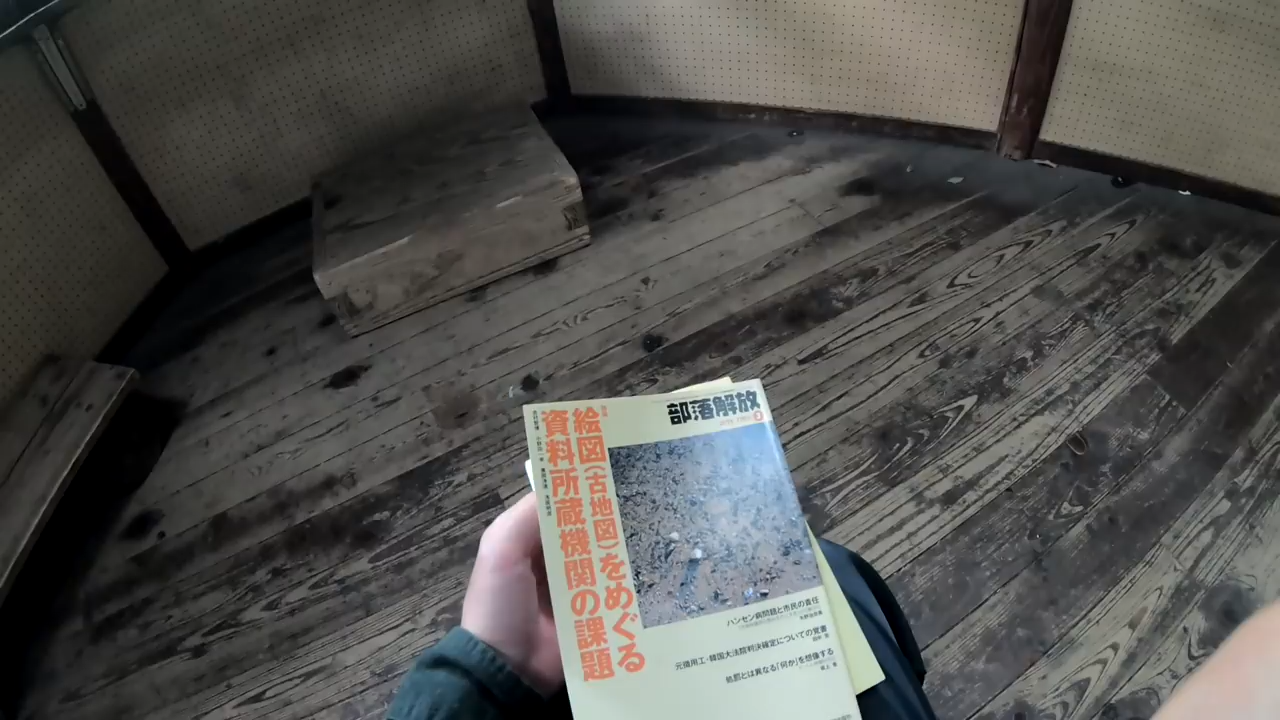 部落解放
絵図(古地図)をめぐる
資料所蔵機関の課題
ハンセン病問題と市民の責任
元徴用工・韓国大法院判決確定についての覚書
処罰とは異なる「何か」を想像する